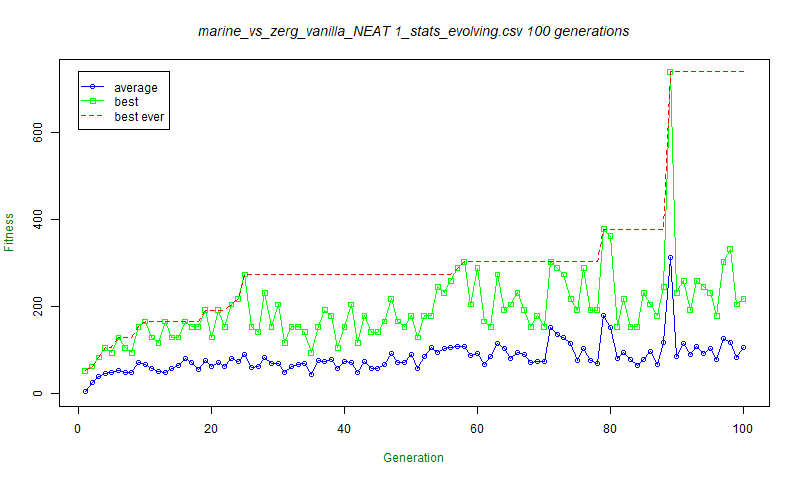 marine_vs_zerg_vanilla_NEAT 1_stats_evolving.csv 100 generations
average
best
best ever
Fitness
600
400
200
0
0 20 40 60 80 100
Generation